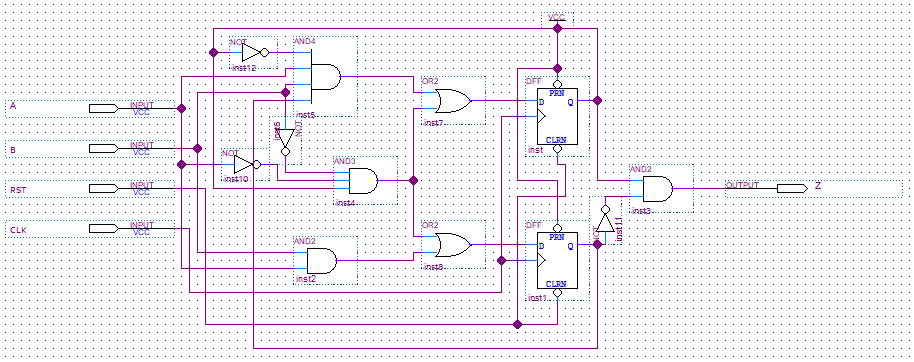 VCC
NOT
AND4
inst12
OR2
DFF
PRN
D Q
A
INPUT
VCC
inst5
inst7
CLRN
inst
B
INPUT
VCC
inst6
NOT
NOT
inst10
AND3
inst4
RST
INPUT
VCC
AND2
inst3
OUTPUT
Z
CLK
INPUT
VCC
AND2
inst2
OR2
inst8
DFF
PRN
D Q
CLRN
inst1
NOT
inst11